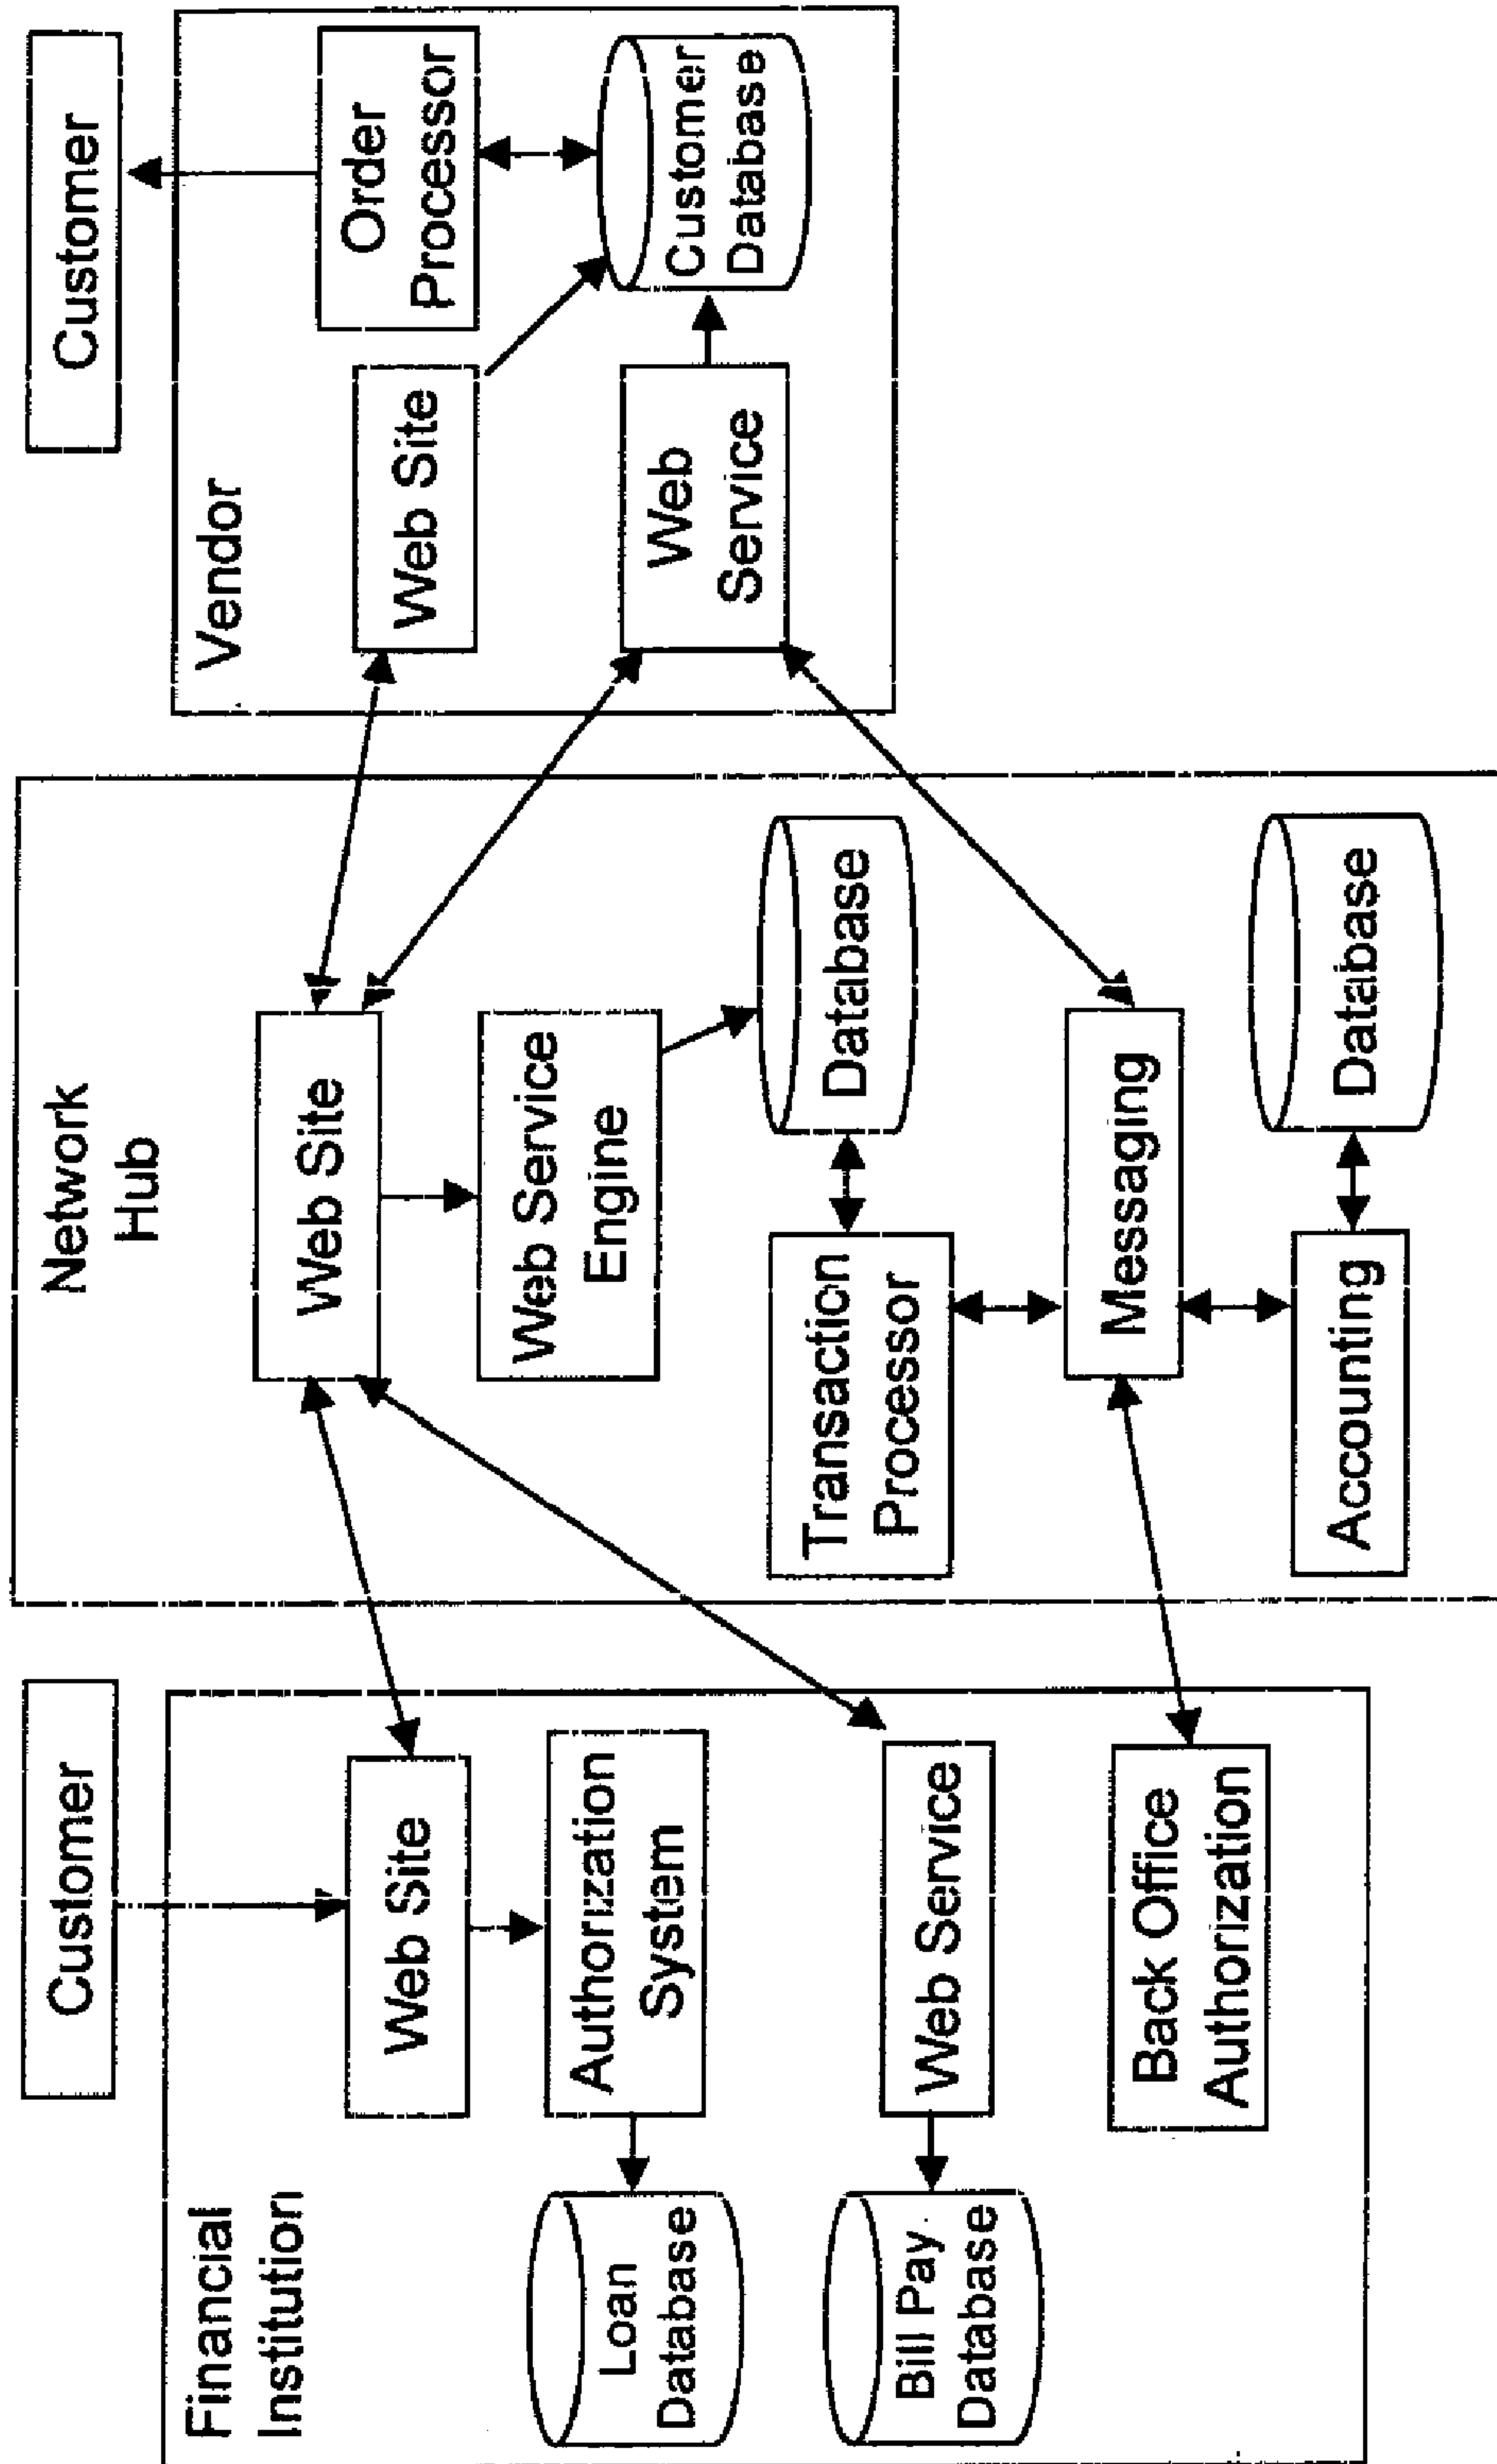 Customer
Financial
Institution
Web Site
Authorization
System
Loan
Database
Web Service
Bill Pay
Database
Back Office
Authorization
Network
Hub
Web Site
Web Service
Engine
Database
Transaction
Processor
Messaging
Accounting
Database
Customer
Vendor
Web Site
Order
Processor
Web
Service
Customer
Database